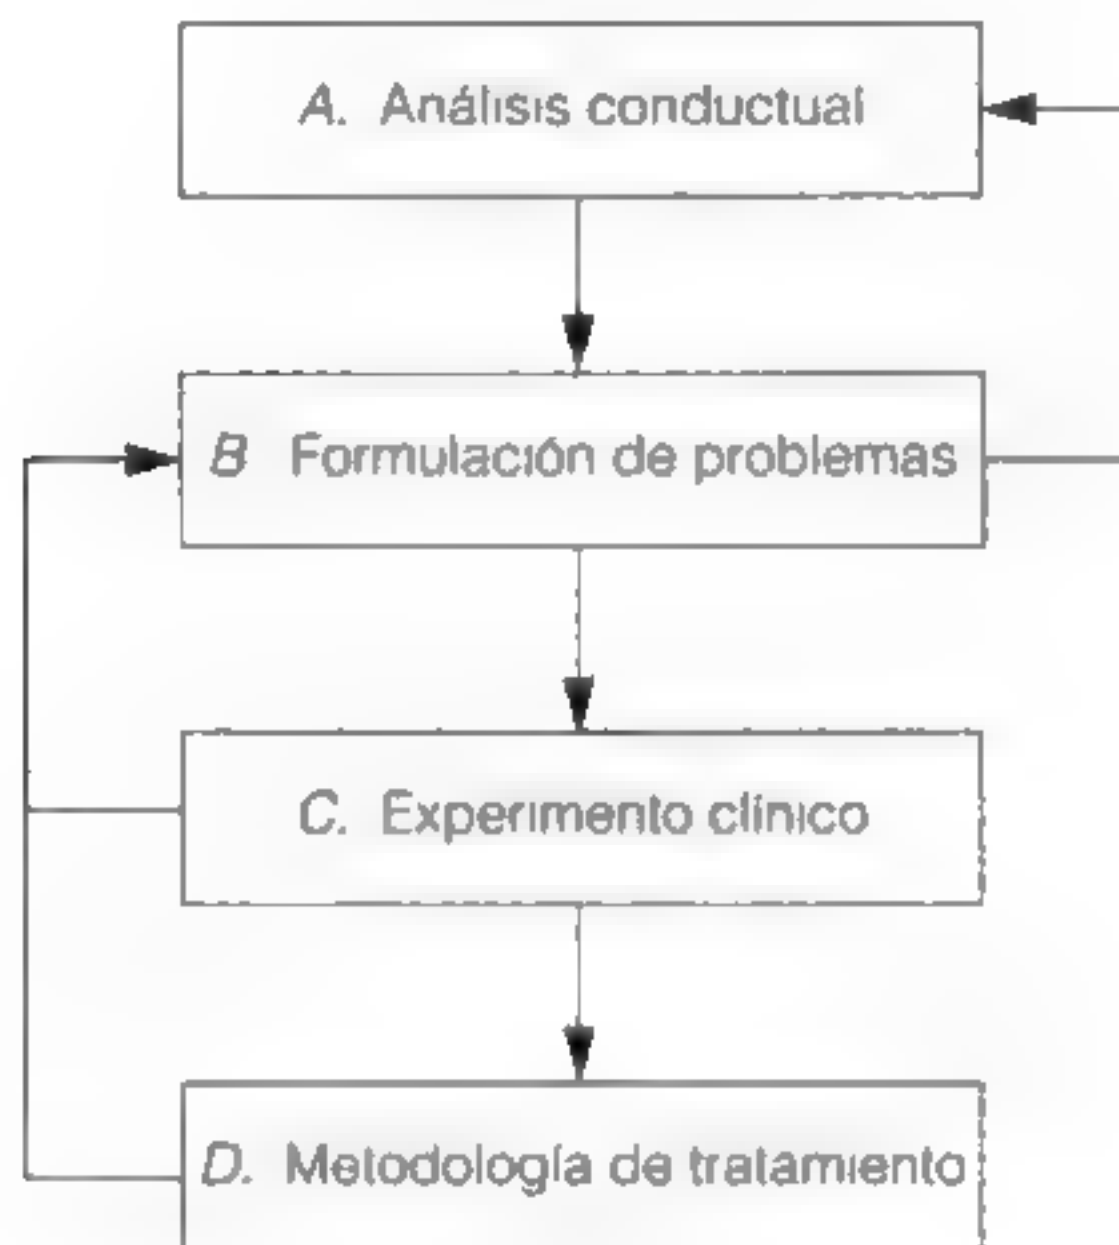 A. Análisis conductual
B Formulación de problemas
C. Experimento clínico
D. Metodología de tratamiento